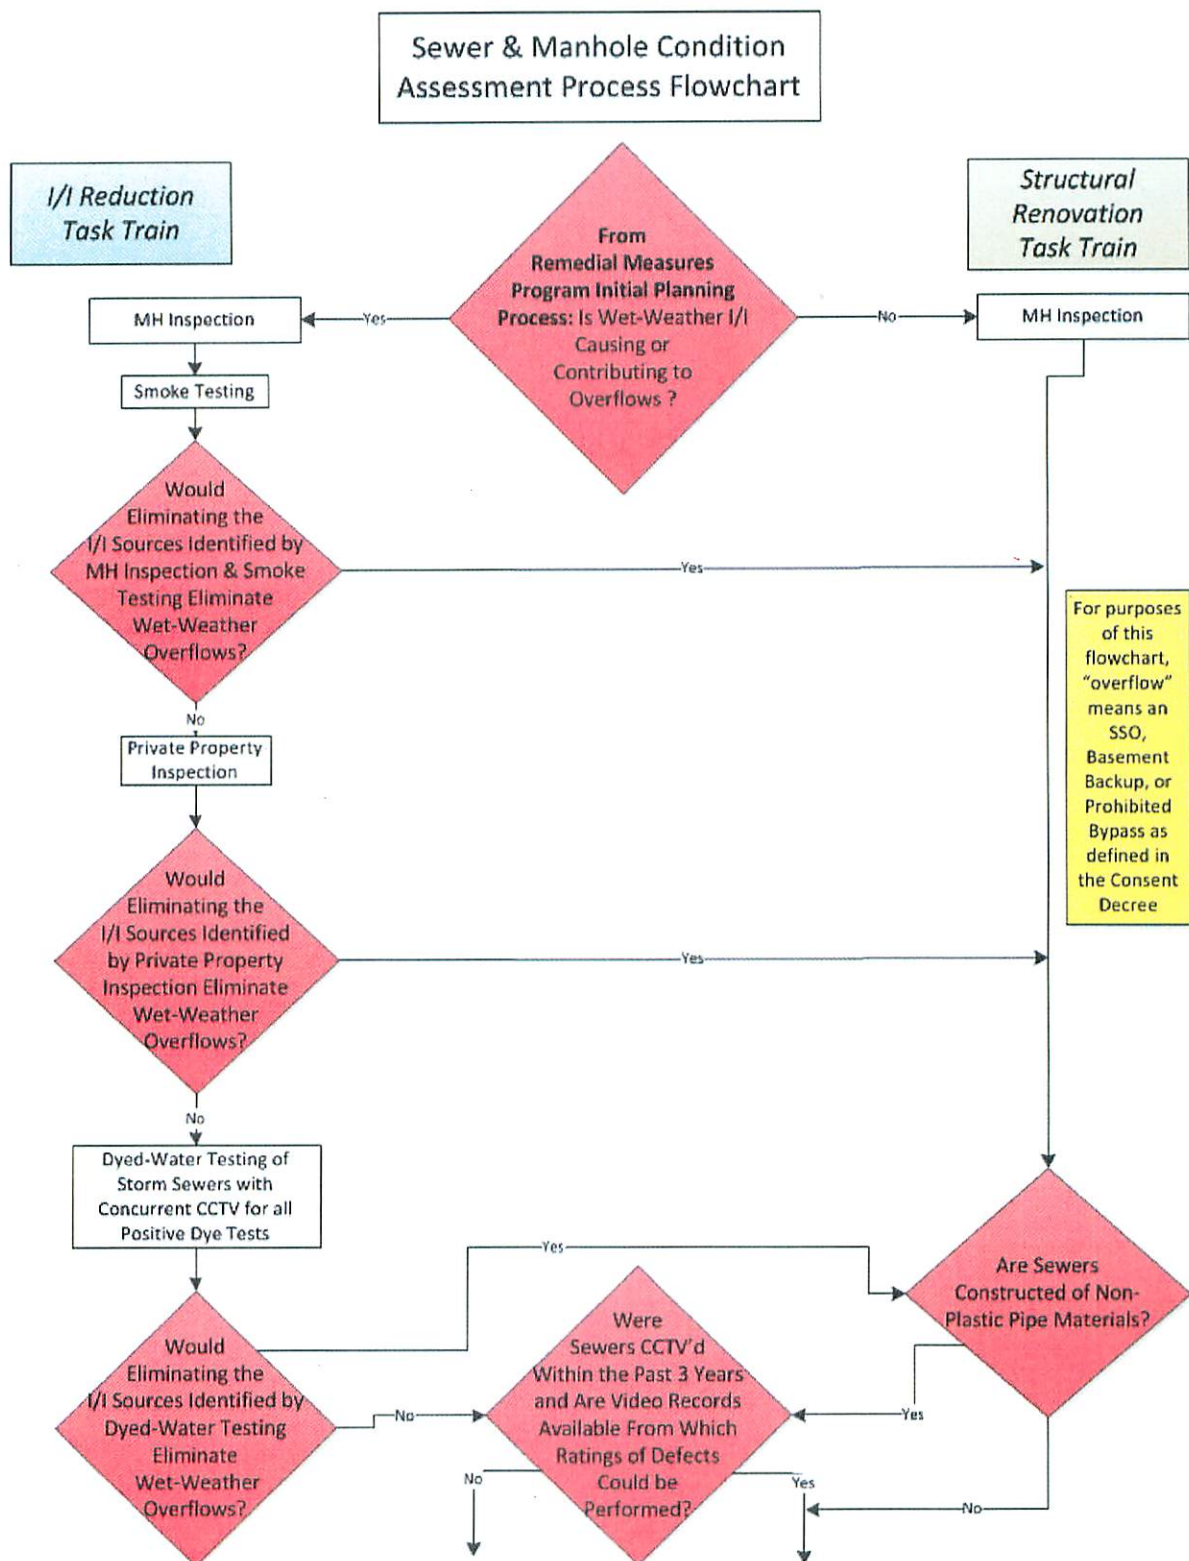 Sewer & Manhole Condition
Assessment Process Flowchart
I/I Reduction
Task Train
Structural
Renovation
Task Train
From
Remedial Measures
Program Initial Planning
Process: Is Wet-Weather I/I
Causing or
Contributing to
Overflows ?
Yes
No
MH Inspection
MH Inspection
Smoke Testing
Would
Eliminating the
I/I Sources Identified by
MH Inspection & Smoke
Testing Eliminate
Wet-Weather
Overflows?
Yes
No
For purposes
of this
flowchart,
“overflow”
means an
SSO,
Basement
Backup, or
Prohibited
Bypass as
defined in
the Consent
Decree
Private Property
Inspection
Would
Eliminating the
I/I Sources Identified
by Private Property
Inspection Eliminate
Wet-Weather
Overflows?
Yes
No
Dyed-Water Testing of
Storm Sewers with
Concurrent CCTV for all
Positive Dye Tests
Yes
Are Sewers
Constructed of Non-
Plastic Pipe Materials?
Would
Eliminating the
I/I Sources Identified by
Dyed-Water Testing
Eliminate
Wet-Weather
Overflows?
No
Were
Sewers CCTV’d
Within the Past 3 Years
and Are Video Records
Available From Which
Ratings of Defects
Could be
Performed?
Yes
No
Yes
No